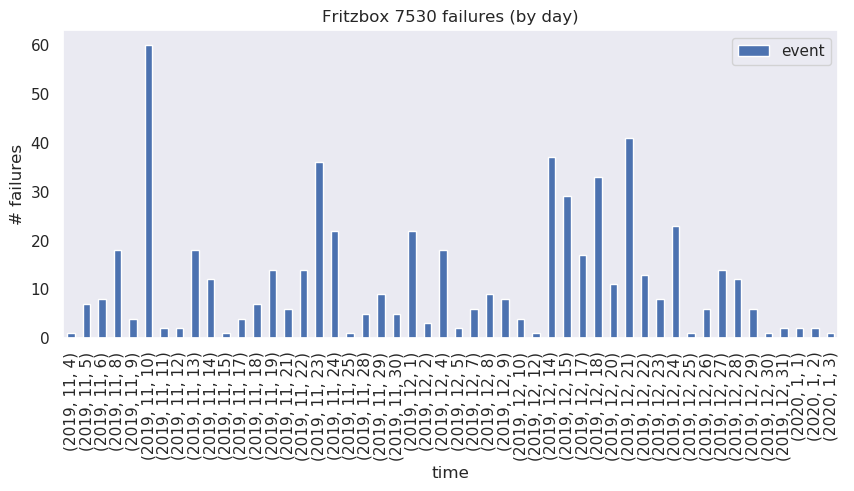 Fritzbox 7530 failures (by day)
event
# failures
60
50
40
30
20
10
0
(2019, 11, 4)
(2019, 11, 5)
(2019, 11, 6)
(2019, 11, 8)
(2019, 11, 9)
(2019, 11, 10)
(2019, 11, 11)
(2019, 11, 12)
(2019, 11, 13)
(2019, 11, 14)
(2019, 11, 15)
(2019, 11, 17)
(2019, 11, 18)
(2019, 11, 19)
(2019, 11, 21)
(2019, 11, 22)
(2019, 11, 23)
(2019, 11, 24)
(2019, 11, 25)
(2019, 11, 28)
(2019, 11, 29)
(2019, 11, 30)
(2019, 12, 1)
(2019, 12, 2)
(2019, 12, 4)
(2019, 12, 5)
(2019, 12, 7)
(2019, 12, 8)
(2019, 12, 9)
(2019, 12, 10)
(2019, 12, 12)
(2019, 12, 14)
(2019, 12, 15)
(2019, 12, 17)
(2019, 12, 18)
(2019, 12, 20)
(2019, 12, 21)
(2019, 12, 22)
(2019, 12, 23)
(2019, 12, 24)
(2019, 12, 25)
(2019, 12, 26)
(2019, 12, 27)
(2019, 12, 28)
(2019, 12, 29)
(2019, 12, 30)
(2019, 12, 31)
(2020, 1, 1)
(2020, 1, 2)
(2020, 1, 3)
time